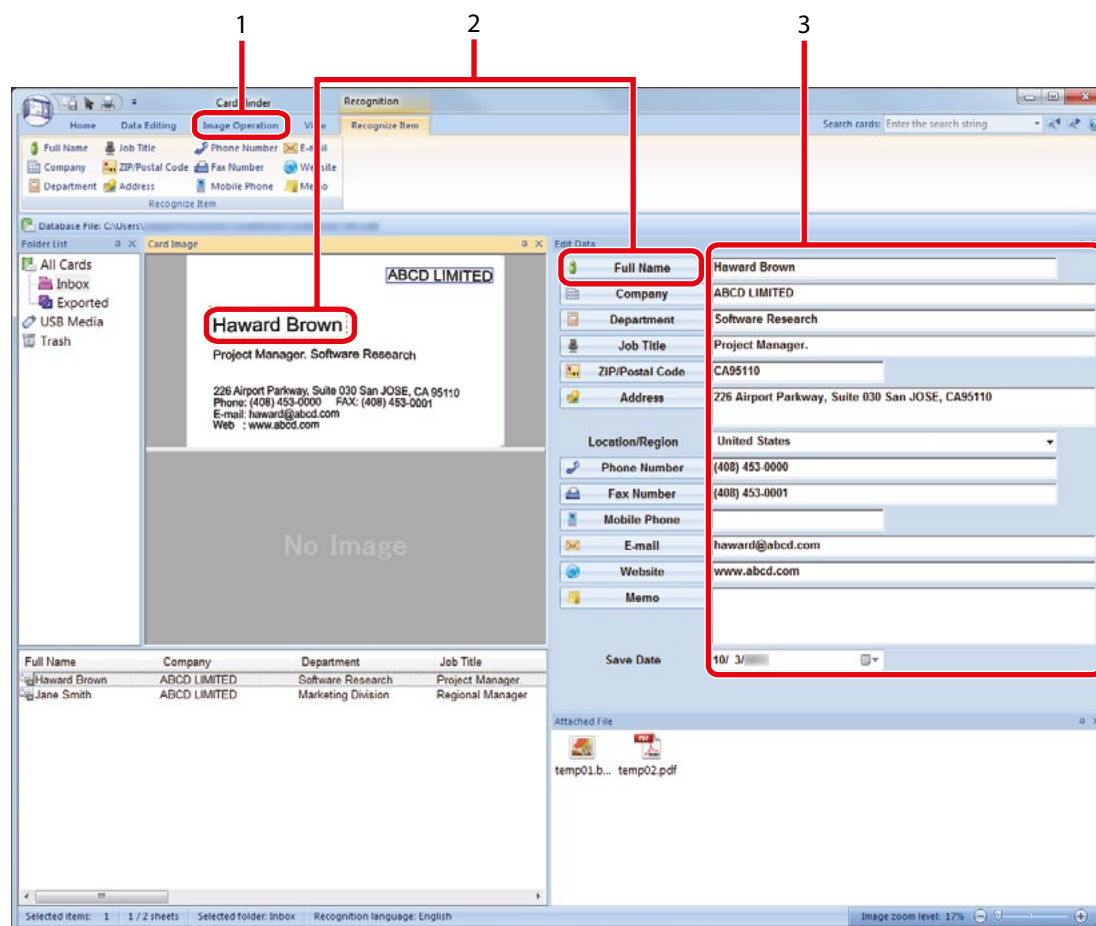 1 2 3
CardMinder Recognition
Home Data Editing Image Operation View Recognize Item Search cards: Enter the search string
Full Name Job Title Phone Number E-mail
Company ZIP/Postal Code Fax Number Website
Department Address Mobile Phone Memo
Recognize Item
Database File: C:\Users\
Folder List Card Image Edit Data
All Cards
Inbox
Exported
USB Media
Trash
ABCD LIMITED
Haward Brown
Project Manager. Software Research
226 Airport Parkway, Suite 030 San JOSE, CA 95110
Phone: (408) 453-0000 FAX: (408) 453-0001
E-mail: haward@abcd.com
Web : www.abcd.com
No Image
Full Name Haward Brown
Company ABCD LIMITED
Department Software Research
Job Title Project Manager.
ZIP/Postal Code CA95110
Address 226 Airport Parkway, Suite 030 San JOSE, CA95110
Location/Region United States
Phone Number (408) 453-0000
Fax Number (408) 453-0001
Mobile Phone
E-mail haward@abcd.com
Website www.abcd.com
Memo
Save Date 10/ 3/
Full Name Company Department Job Title
Haward Brown ABCD LIMITED Software Research Project Manager.
Jane Smith ABCD LIMITED Marketing Division Regional Manager
Attached File
PDF
temp01.b... temp02.pdf
Selected items: 1 1 / 2 sheets Selected folder: Inbox Recognition language: English Image zoom level: 17%